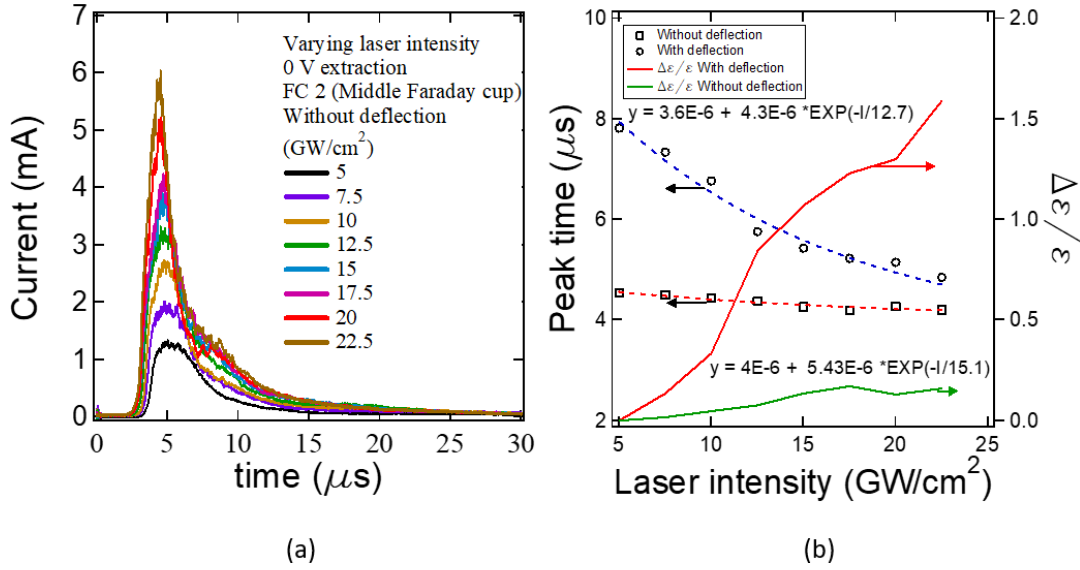 (a)
7
6
5
4
3
2
1
0
Current (mA)
Varying laser intensity
0 V extraction
FC 2 (Middle Faraday cup)
Without deflection
(GW/cm²)
5
7.5
10
12.5
15
17.5
20
22.5
0 5 10 15 20 25 30
time (μs)
(a)
(b)
10
8
6
4
2
Peak time (μs)
Without deflection
With deflection
Δε/ε With deflection
Δε/ε Without deflection
y = 3.6E-6 + 4.3E-6 *EXP(-I/12.7)
y = 4E-6 + 5.43E-6 *EXP(-I/15.1)
2.0
1.5
1.0
0.5
0.0
Δε/ε
5 10 15 20 25
Laser intensity (GW/cm²)
(b)